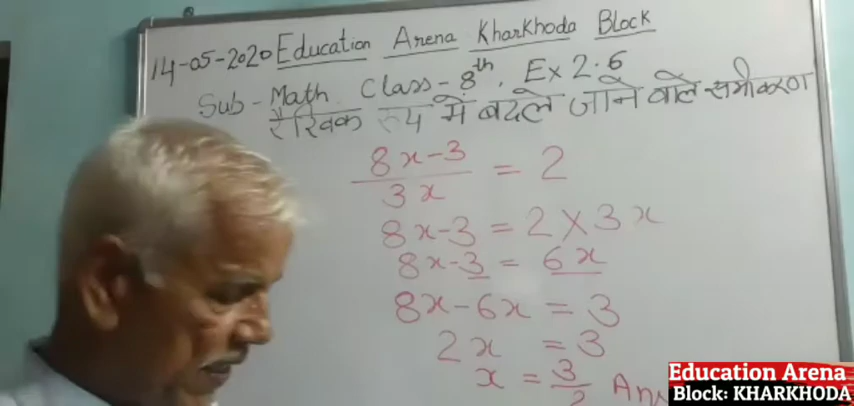 14-05-2020 Education Arena Kharkhoda Block
Sub - Math Class - 8th, Ex 2.6
रैखिक रूप में बदले जाने वाले समीकरण
8x-3 / 3x = 2
8x-3 = 2 × 3x
8x-3 = 6x
8x-6x = 3
2x = 3
x = 3/2 Ans
Education Arena
Block: KHARKHODA